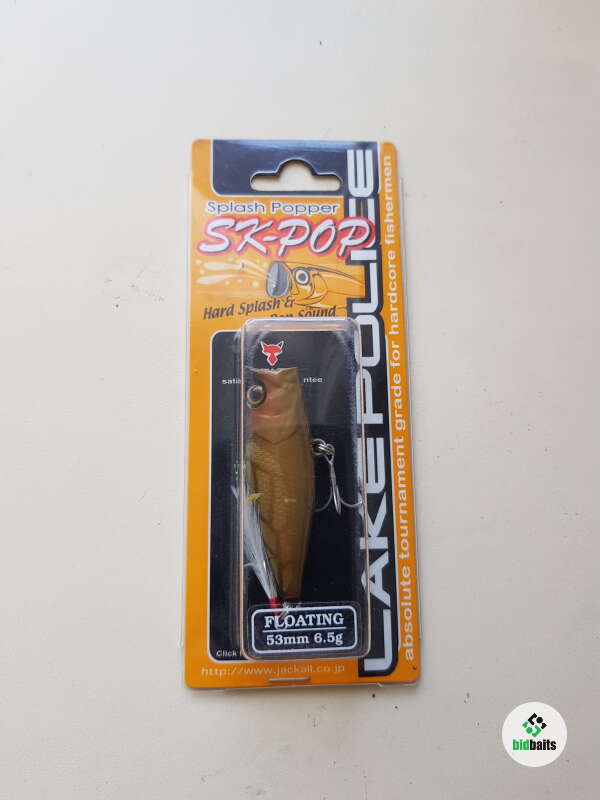 Splash Popper
SK-POP
Hard Splash &
Pop Sound
FLOATING
53mm 6.5g
Click
http://www.jackall.co.jp
LAKE POLICE
absolute tournament grade for hardcore fishermen
bidbaits